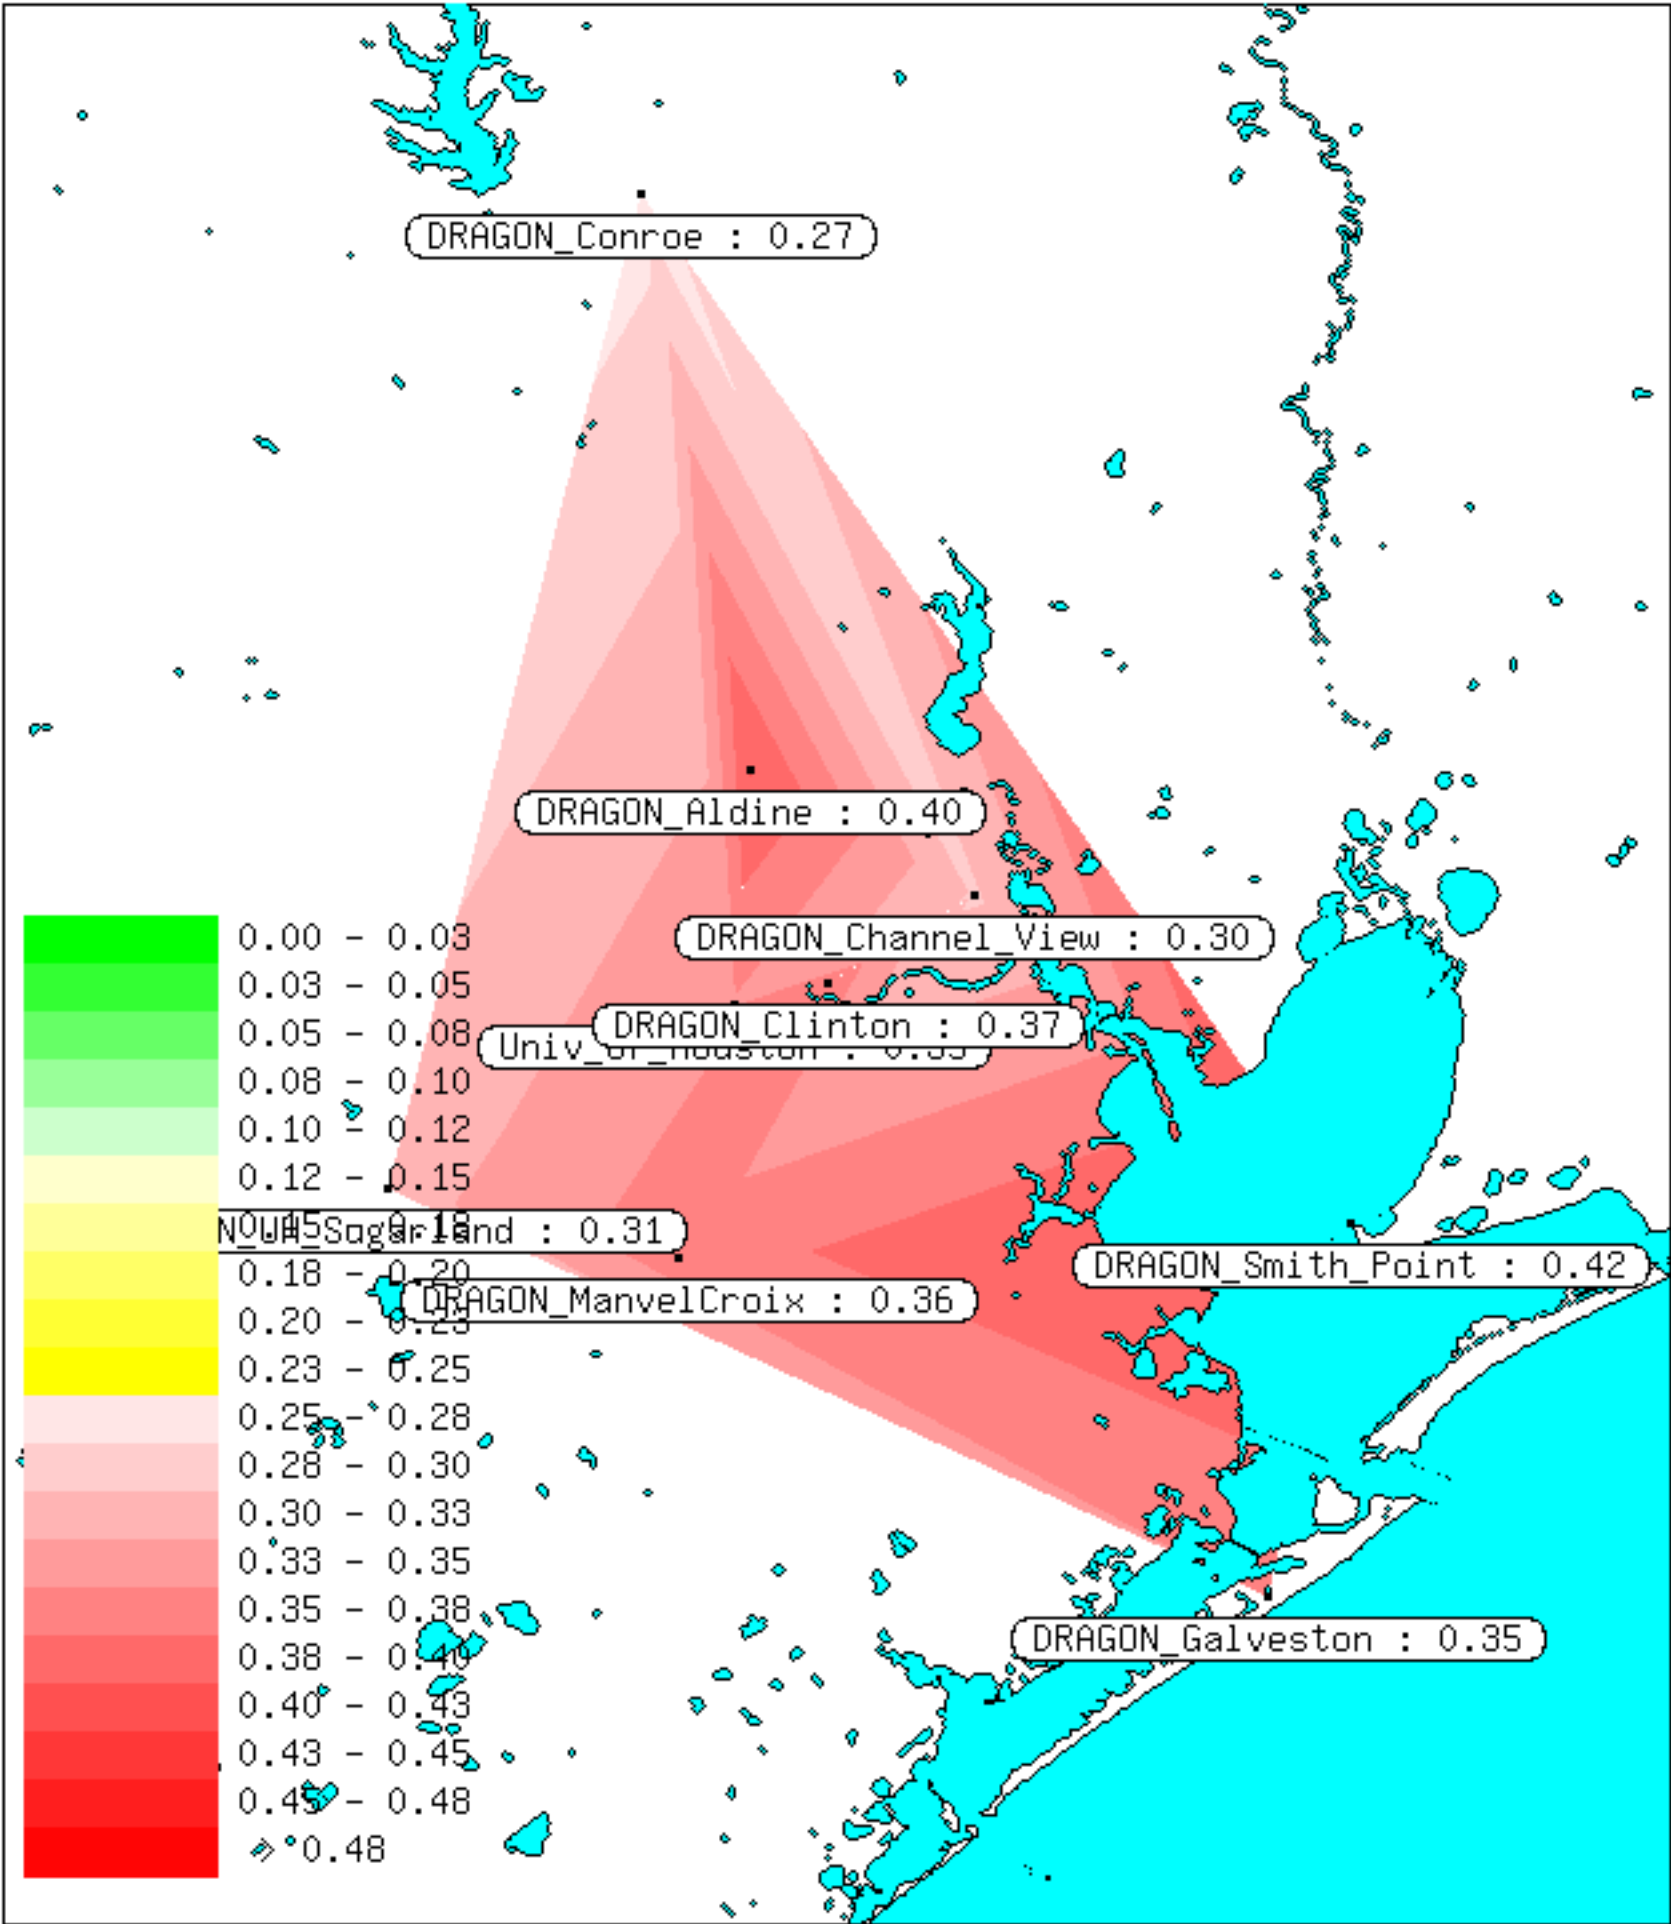 DRAGON_Conroe : 0.27
DRAGON_Aldine : 0.40
DRAGON_Channel_View : 0.30
DRAGON_Clinton : 0.37
Univ_of_Houston : 0.35
N_UH_Sugarland : 0.31
DRAGON_Smith_Point : 0.42
DRAGON_ManvelCroix : 0.36
DRAGON_Galveston : 0.35
0.00 - 0.03
0.03 - 0.05
0.05 - 0.08
0.08 - 0.10
0.10 - 0.12
0.12 - 0.15
0.15 - 0.18
0.18 - 0.20
0.20 - 0.23
0.23 - 0.25
0.25 - 0.28
0.28 - 0.30
0.30 - 0.33
0.33 - 0.35
0.35 - 0.38
0.38 - 0.40
0.40 - 0.43
0.43 - 0.45
0.45 - 0.48
> 0.48